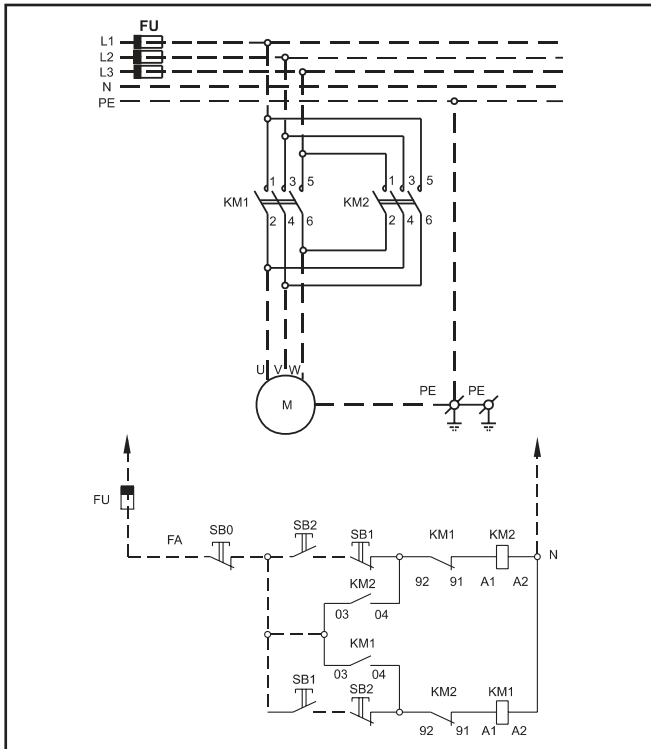 FU
L1
L2
L3
N
PE
1 3 5 1 3 5
KM1 KM2
2 4 6 2 4 6
U V W
M PE PE
FU
FA SB0 SB2 SB1 KM1 KM2 N
92 91 A1 A2
KM2
03 04
KM1
03 04
SB1 SB2 KM2 KM1
92 91 A1 A2